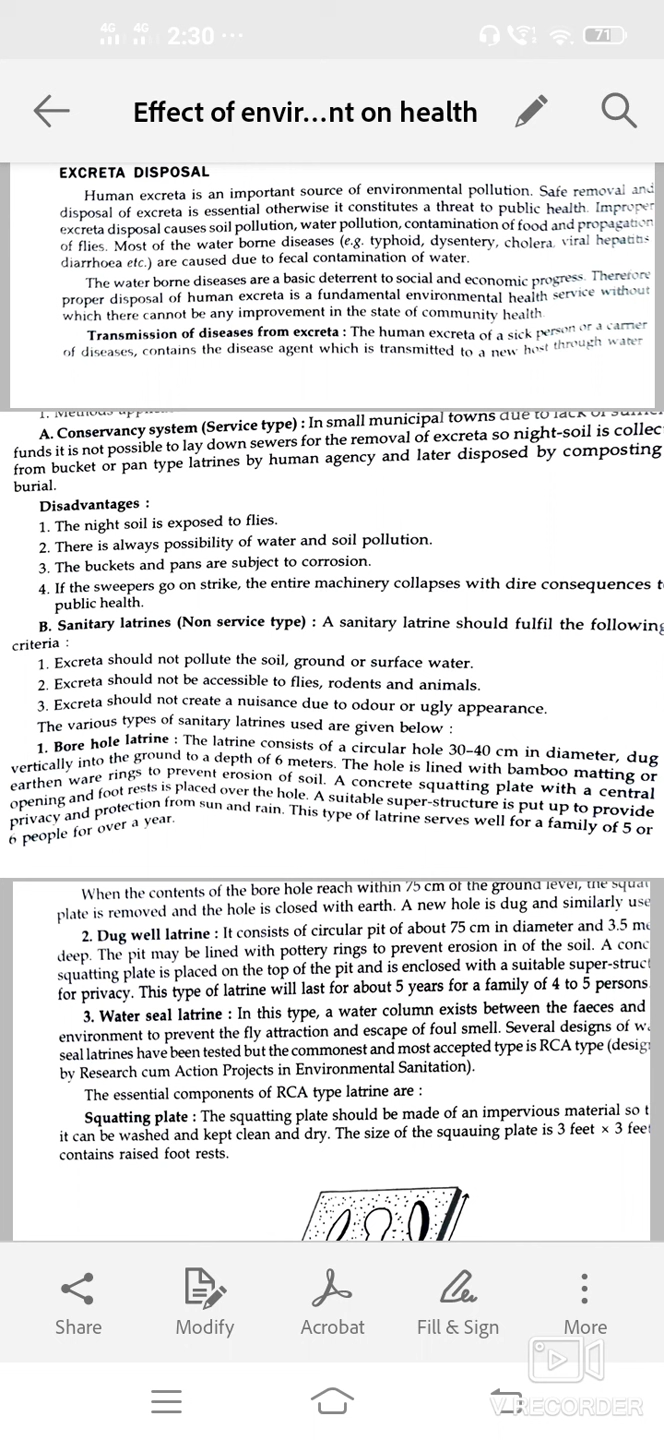 4G 4G 2:30 ... 71
Effect of envir...nt on health
EXCRETA DISPOSAL
Human excreta is an important source of environmental pollution. Safe removal and
disposal of excreta is essential otherwise it constitutes a threat to public health. Improper
excreta disposal causes soil pollution, water pollution, contamination of food and propagation
of flies. Most of the water borne diseases (e.g. typhoid, dysentery, cholera, viral hepatitis
diarrhoea etc.) are caused due to fecal contamination of water.
The water borne diseases are a basic deterrent to social and economic progress. Therefore
proper disposal of human excreta is a fundamental environmental health service without
which there cannot be any improvement in the state of community health
Transmission of diseases from excreta : The human excreta of a sick person or a carrier
of diseases, contains the disease agent which is transmitted to a new host through water
1. Methods
A. Conservancy system (Service type) : In small municipal towns due to lack of
funds it is not possible to lay down sewers for the removal of excreta so night-soil is collec
from bucket or pan type latrines by human agency and later disposed by composting
burial.
Disadvantages :
1. The night soil is exposed to flies.
2. There is always possibility of water and soil pollution.
3. The buckets and pans are subject to corrosion.
4. If the sweepers go on strike, the entire machinery collapses with dire consequences t
public health.
B. Sanitary latrines (Non service type) : A sanitary latrine should fulfil the following
criteria :
1. Excreta should not pollute the soil, ground or surface water.
2. Excreta should not be accessible to flies, rodents and animals.
3. Excreta should not create a nuisance due to odour or ugly appearance.
The various types of sanitary latrines used are given below :
1. Bore hole latrine : The latrine consists of a circular hole 30-40 cm in diameter, dug
vertically into the ground to a depth of 6 meters. The hole is lined with bamboo matting or
earthen ware rings to prevent erosion of soil. A concrete squatting plate with a central
opening and foot rests is placed over the hole. A suitable super-structure is put up to provide
privacy and protection from sun and rain. This type of latrine serves well for a family of 5 or
6 people for over a year.
When the contents of the bore hole reach within 75 cm of the ground level, the squat
plate is removed and the hole is closed with earth. A new hole is dug and similarly use
2. Dug well latrine : It consists of circular pit of about 75 cm in diameter and 3.5 me
deep. The pit may be lined with pottery rings to prevent erosion in of the soil. A conc
squatting plate is placed on the top of the pit and is enclosed with a suitable super-struct
for privacy. This type of latrine will last for about 5 years for a family of 4 to 5 persons
3. Water seal latrine : In this type, a water column exists between the faeces and
environment to prevent the fly attraction and escape of foul smell. Several designs of wa
seal latrines have been tested but the commonest and most accepted type is RCA type (desig
by Research cum Action Projects in Environmental Sanitation).
The essential components of RCA type latrine are :
Squatting plate : The squatting plate should be made of an impervious material so t
it can be washed and kept clean and dry. The size of the squauing plate is 3 feet × 3 feet
contains raised foot rests.
Share Modify Acrobat Fill & Sign More
V RECORDER